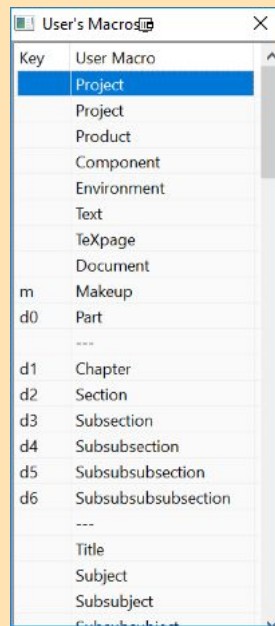 User's Macros
Key User Macro
Project
Project
Product
Component
Environment
Text
TeXpage
Document
m Makeup
d0 Part
---
d1 Chapter
d2 Section
d3 Subsection
d4 Subsubsection
d5 Subsubsubsection
d6 Subsubsubsubsection
---
Title
Subject
Subsubject